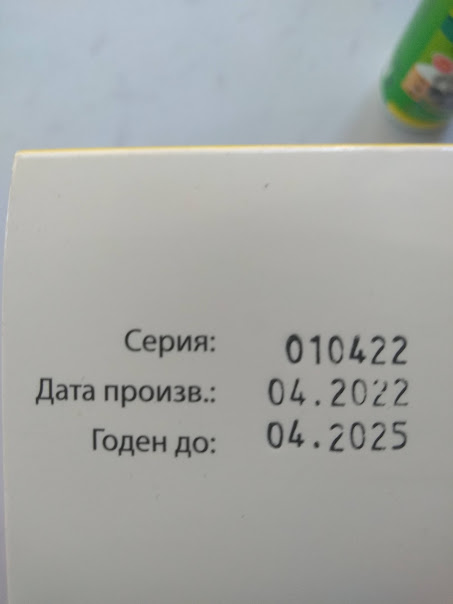 Серия: 010422
Дата произв.: 04.2022
Годен до: 04.2025